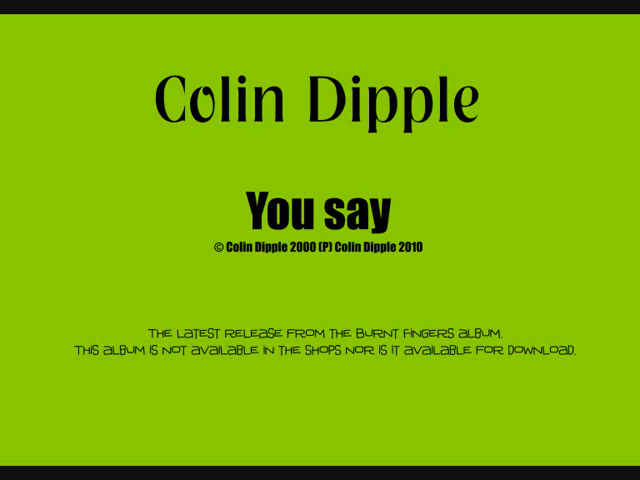 Colin Dipple
You say
© Colin Dipple 2000 (P) Colin Dipple 2010
THE LATEST RELEASE FROM THE BURNT FINGERS ALBUM.
THIS ALBUM IS NOT AVAILABLE IN THE SHOPS NOR IS IT AVAILABLE FOR DOWNLOAD.